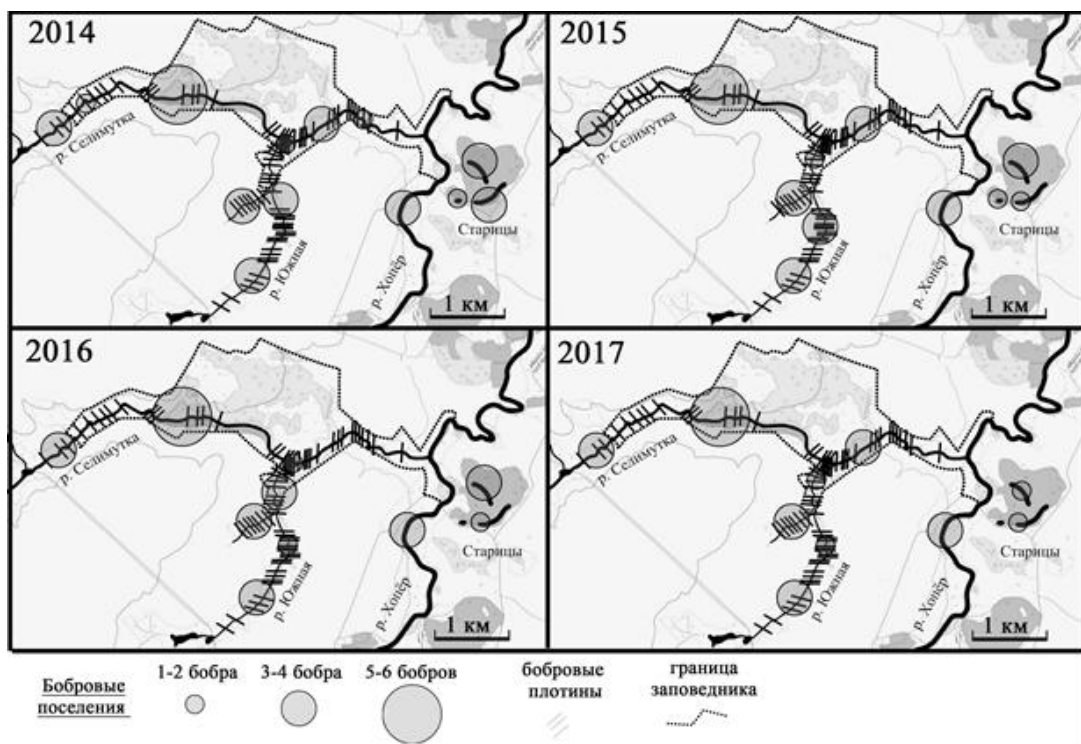 2014
р. Селимутка
р. Южная
р. Хопёр
Старицы
1 км
2015
р. Селимутка
р. Южная
р. Хопёр
Старицы
1 км
2016
р. Селимутка
р. Южная
р. Хопёр
Старицы
1 км
2017
р. Селимутка
р. Южная
р. Хопёр
Старицы
1 км
Бобровые
поселения
1-2 бобра
3-4 бобра
5-6 бобров
бобровые
плотины
граница
заповедника